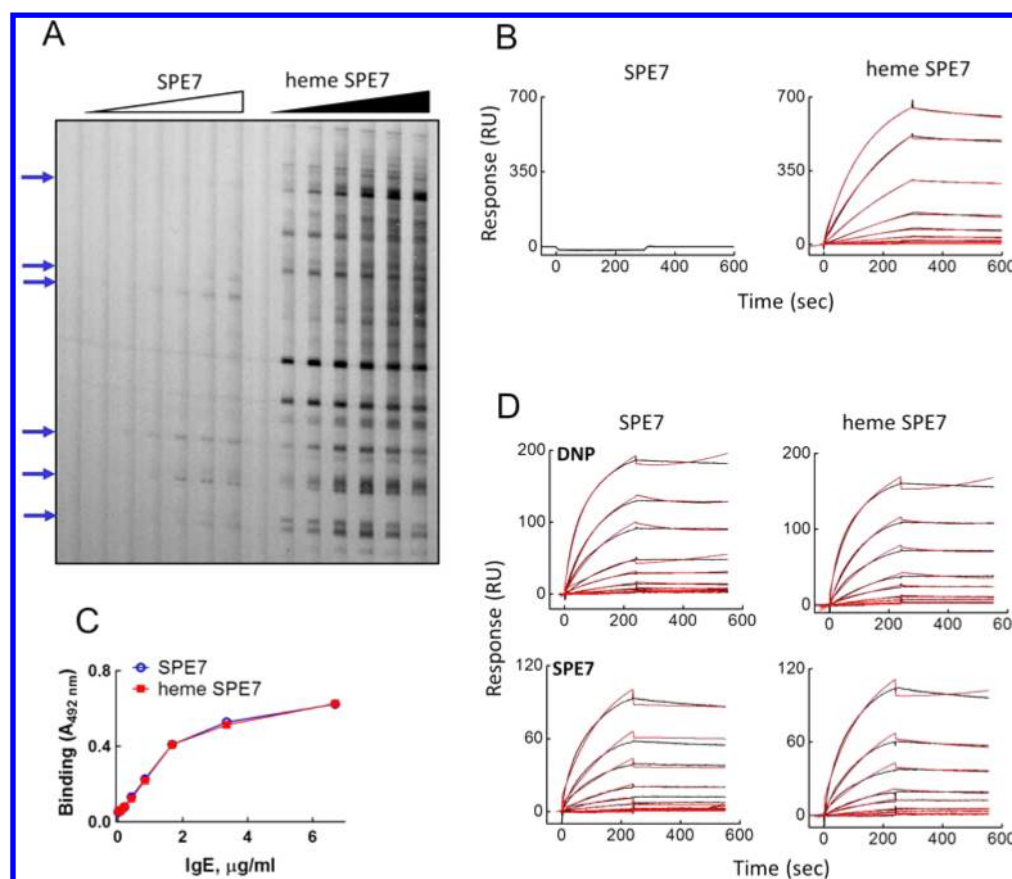 A
SPE7
heme SPE7
B
SPE7
heme SPE7
Response (RU)
700
350
0
0 200 400 600
700
350
0
0 200 400 600
Time (sec)
C
SPE7
heme SPE7
Binding (A492 nm)
0.8
0.4
0.0
0 2 4 6
IgE, µg/ml
D
SPE7
heme SPE7
DNP
200
100
0
0 200 400 600
200
100
0
0 200 400 600
Response (RU)
SPE7
120
60
0
0 200 400 600
120
60
0
0 200 400 600
Time (sec)